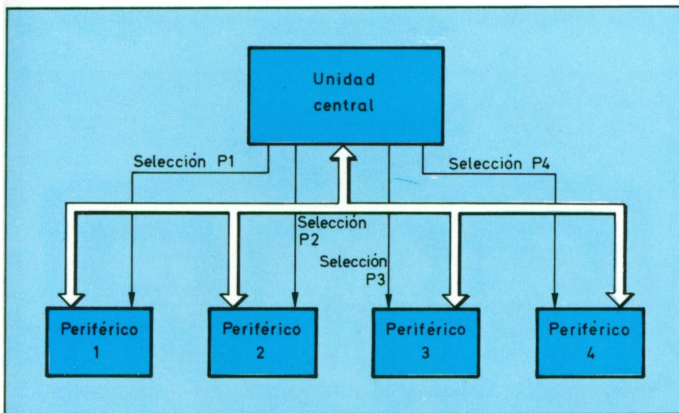 Unidad
central
Selección P1
Selección P4
Selección
P2
Selección
P3
Periférico
1
Periférico
2
Periférico
3
Periférico
4